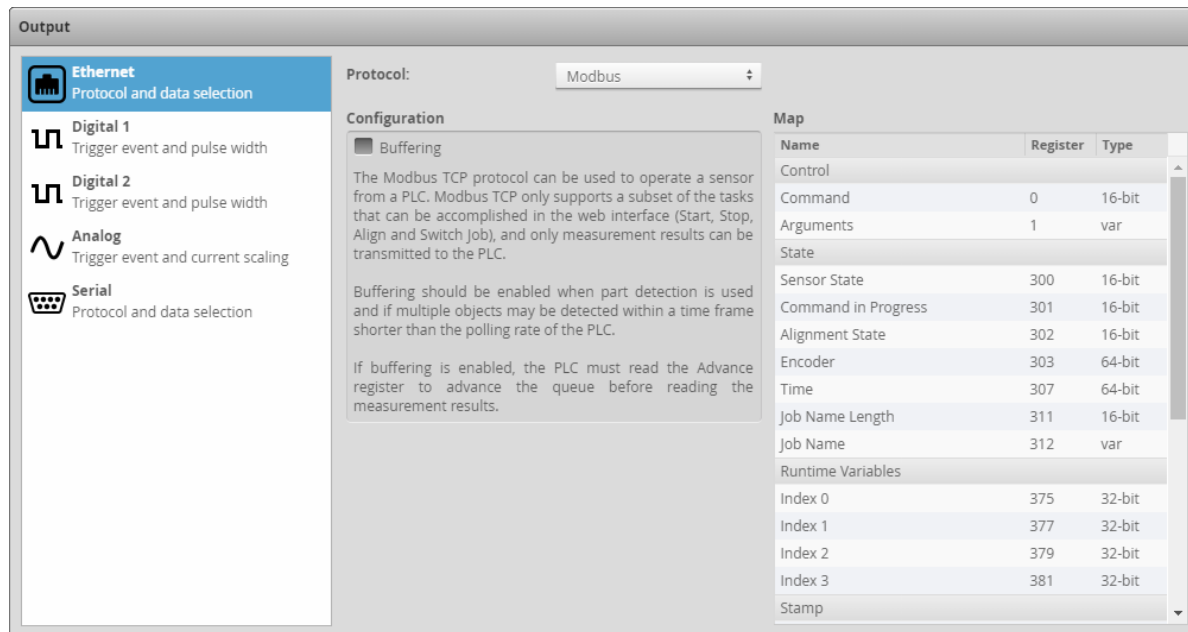 Output
Ethernet
Protocol and data selection
Digital 1
Trigger event and pulse width
Digital 2
Trigger event and pulse width
Analog
Trigger event and current scaling
Serial
Protocol and data selection
Protocol:
Modbus
Configuration
Buffering
The Modbus TCP protocol can be used to operate a sensor
from a PLC. Modbus TCP only supports a subset of the tasks
that can be accomplished in the web interface (Start, Stop,
Align and Switch Job), and only measurement results can be
transmitted to the PLC.
Buffering should be enabled when part detection is used
and if multiple objects may be detected within a time frame
shorter than the polling rate of the PLC.
If buffering is enabled, the PLC must read the Advance
register to advance the queue before reading the
measurement results.
Map
Name Register Type
Control
Command 0 16-bit
Arguments 1 var
State
Sensor State 300 16-bit
Command in Progress 301 16-bit
Alignment State 302 16-bit
Encoder 303 64-bit
Time 307 64-bit
Job Name Length 311 16-bit
Job Name 312 var
Runtime Variables
Index 0 375 32-bit
Index 1 377 32-bit
Index 2 379 32-bit
Index 3 381 32-bit
Stamp